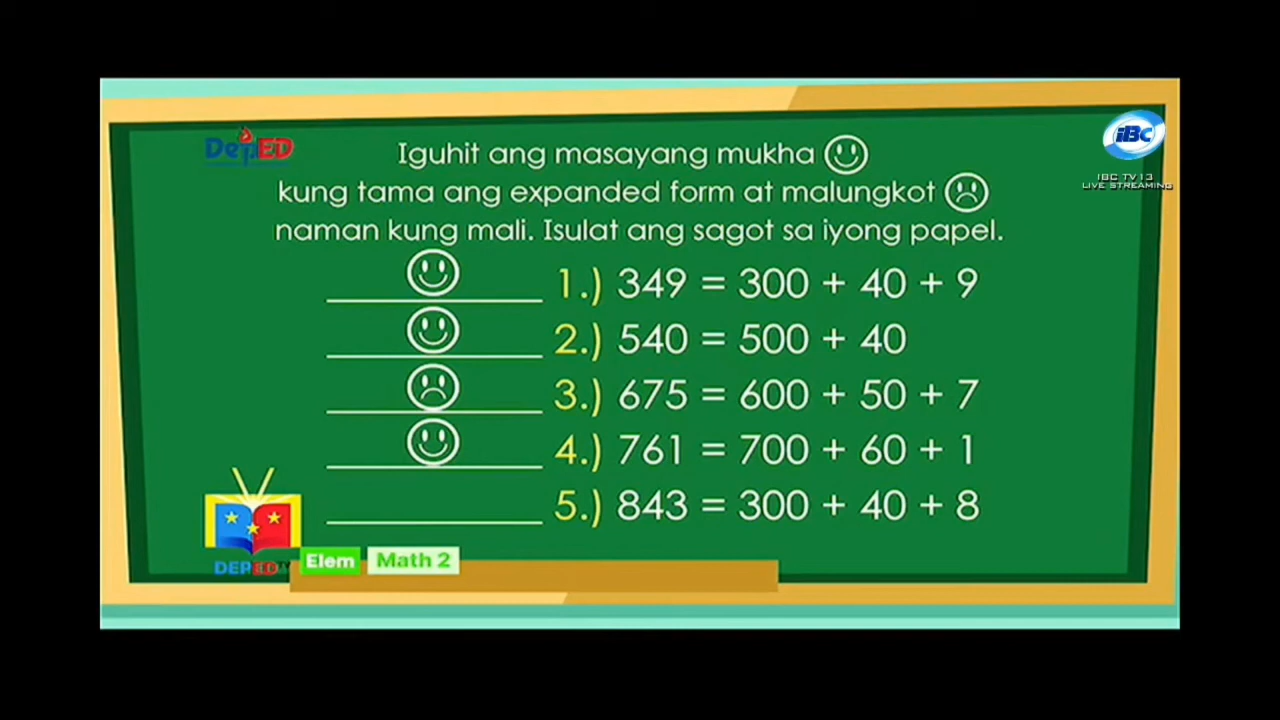 DepED
iBC
IBC TV 13
LIVE STREAMING
Iguhit ang masayang mukha
kung tama ang expanded form at malungkot
naman kung mali. Isulat ang sagot sa iyong papel.
1.) 349 = 300 + 40 + 9
2.) 540 = 500 + 40
3.) 675 = 600 + 50 + 7
4.) 761 = 700 + 60 + 1
5.) 843 = 300 + 40 + 8
DEPED TV
Elem Math 2